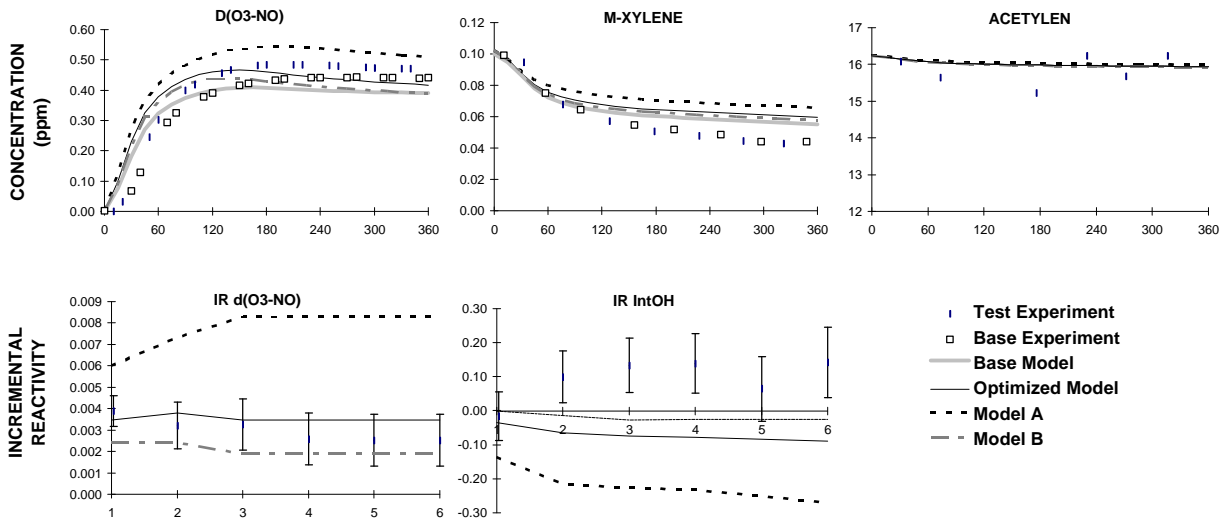 D(O3-NO)
0.60
0.50
0.40
0.30
0.20
0.10
0.00
0 60 120 180 240 300 360
CONCENTRATION
(ppm)
M-XYLENE
0.12
0.10
0.08
0.06
0.04
0.02
0.00
0 60 120 180 240 300 360
ACETYLEN
17
16
15
14
13
12
0 60 120 180 240 300 360
IR d(O3-NO)
0.009
0.008
0.007
0.006
0.005
0.004
0.003
0.002
0.001
0.000
1 2 3 4 5 6
INCREMENTAL
REACTIVITY
IR IntOH
0.30
0.20
0.10
0.00
-0.10
-0.20
-0.30
1 2 3 4 5 6
Test Experiment
Base Experiment
Base Model
Optimized Model
Model A
Model B